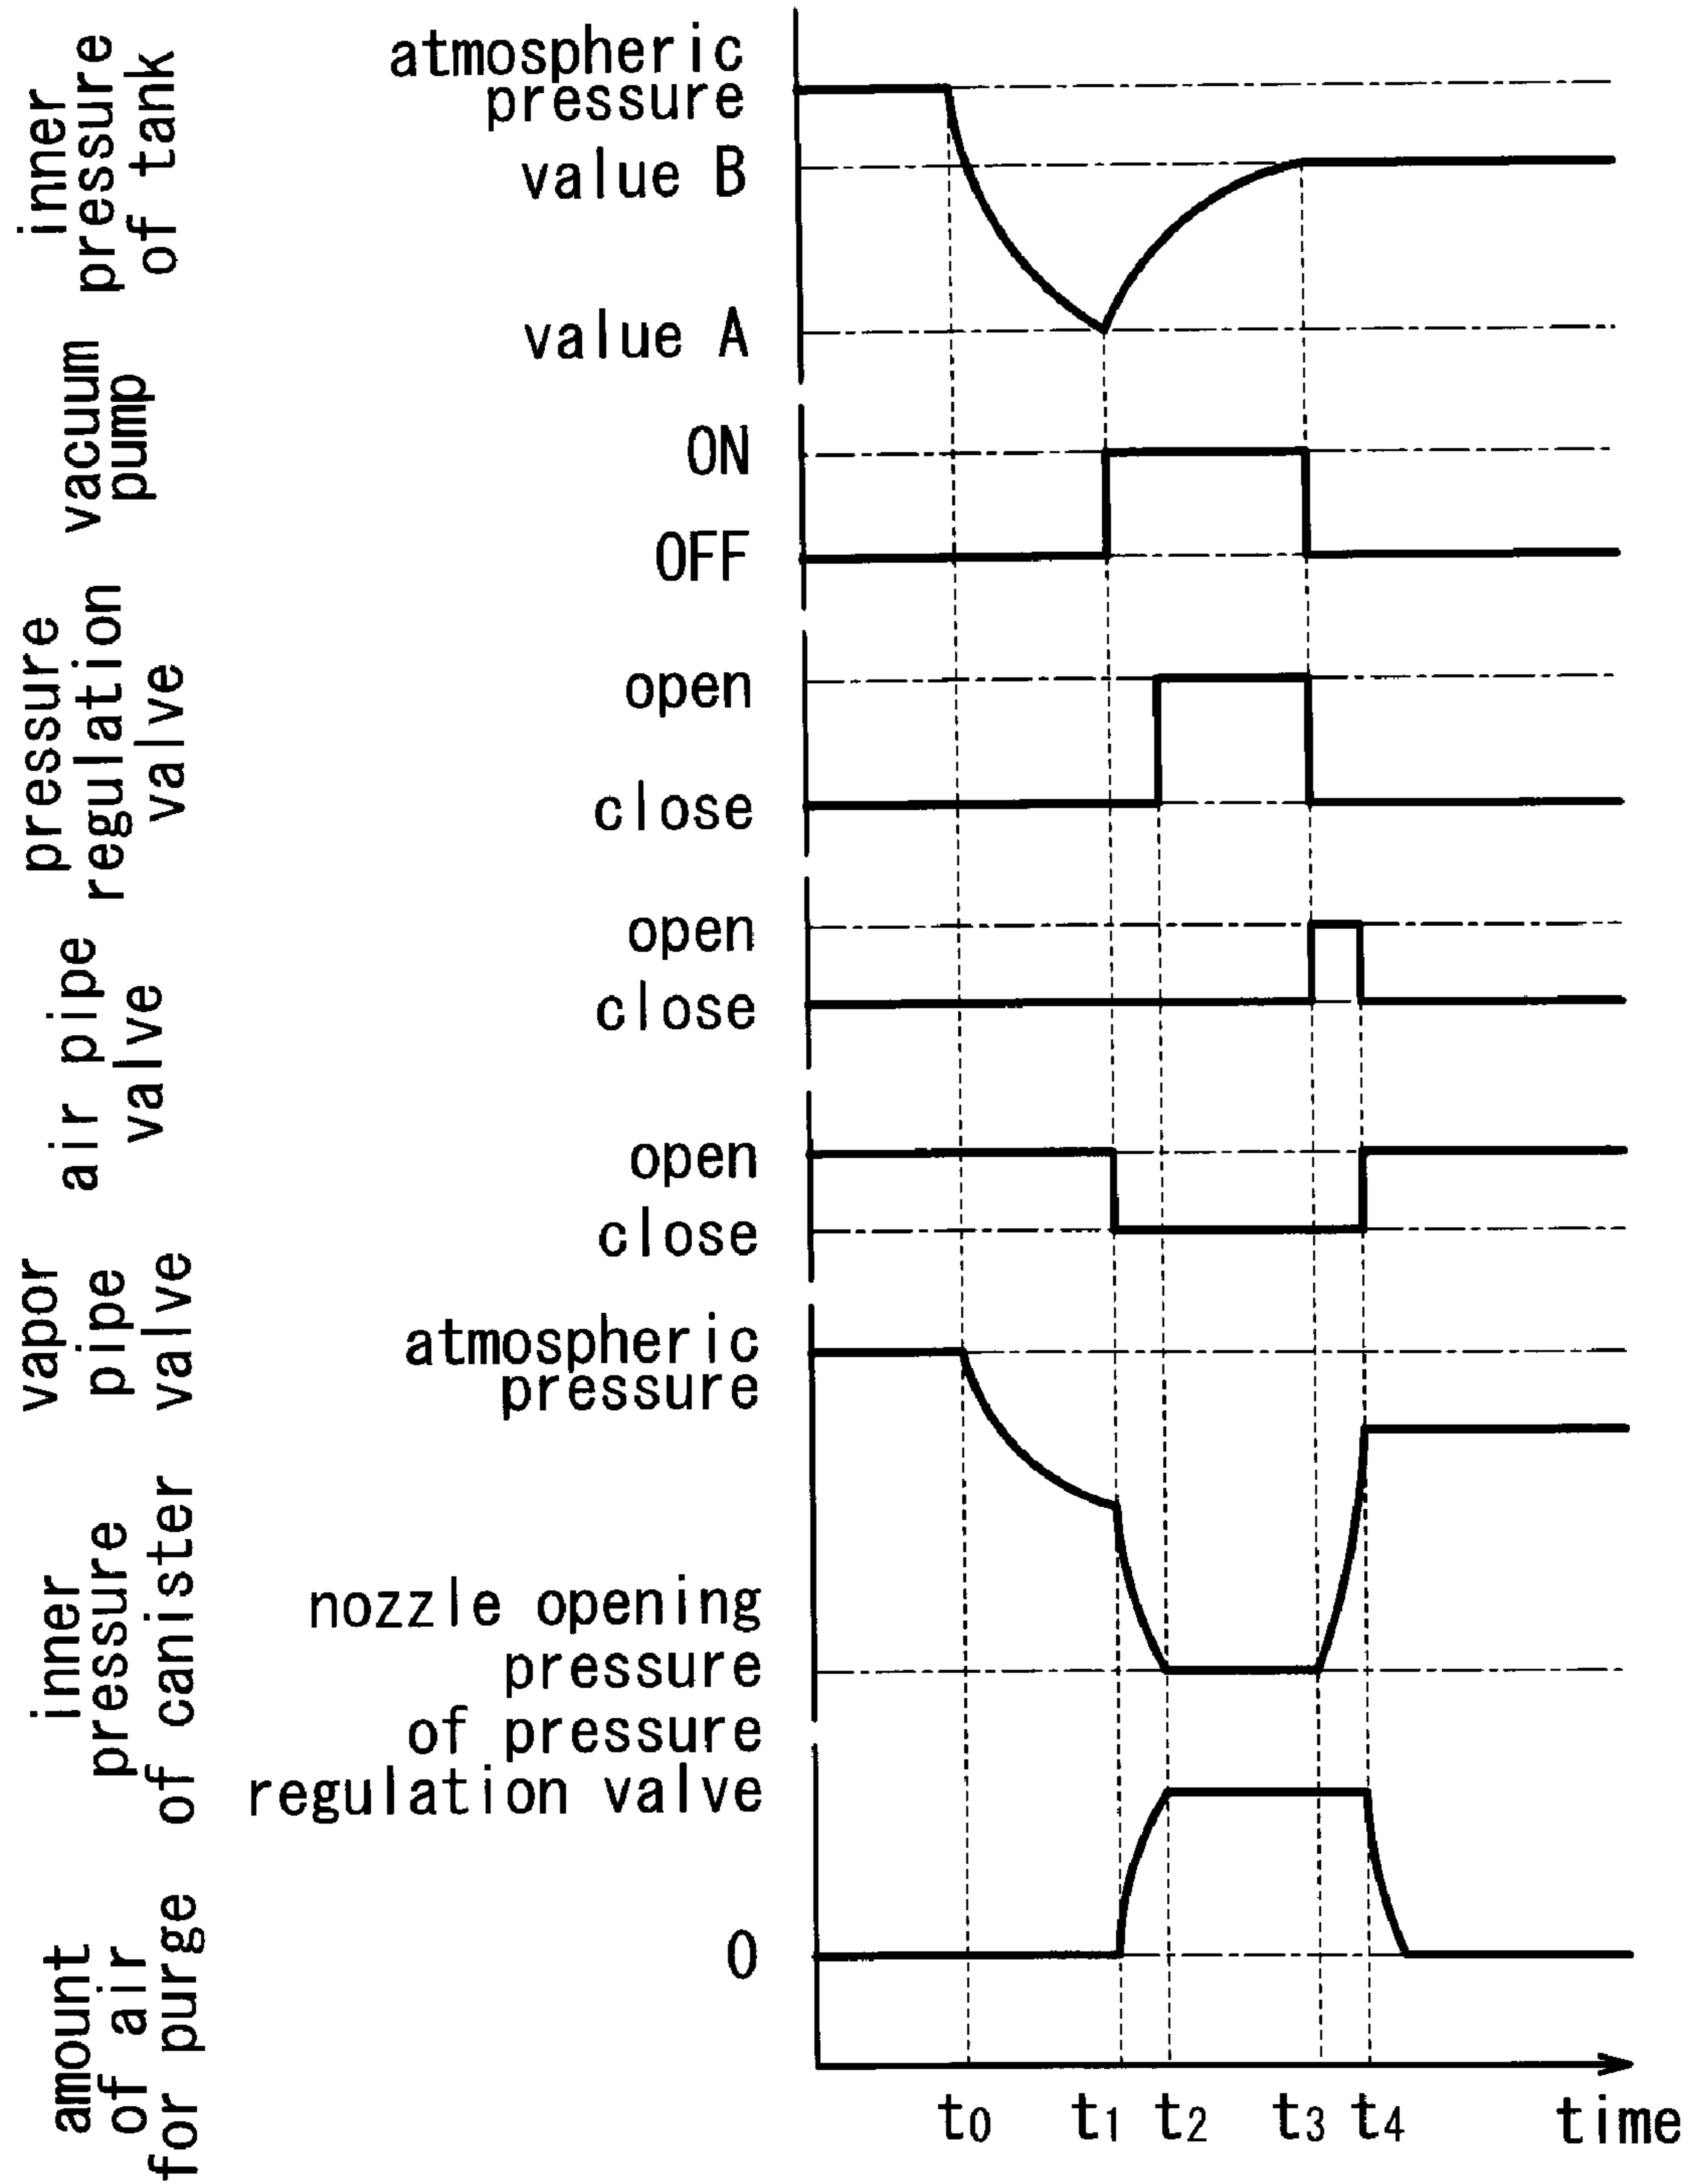 inner
pressure
of tank
atmospheric
pressure
value B
value A
vacuum
pump
ON
OFF
pressure
regulation
valve
open
close
air pipe
valve
open
close
vapor
pipe
valve
open
close
inner
pressure
of canister
atmospheric
pressure
nozzle opening
pressure
of pressure
regulation valve
amount
of air
for purge
0
t0 t1 t2 t3 t4 time